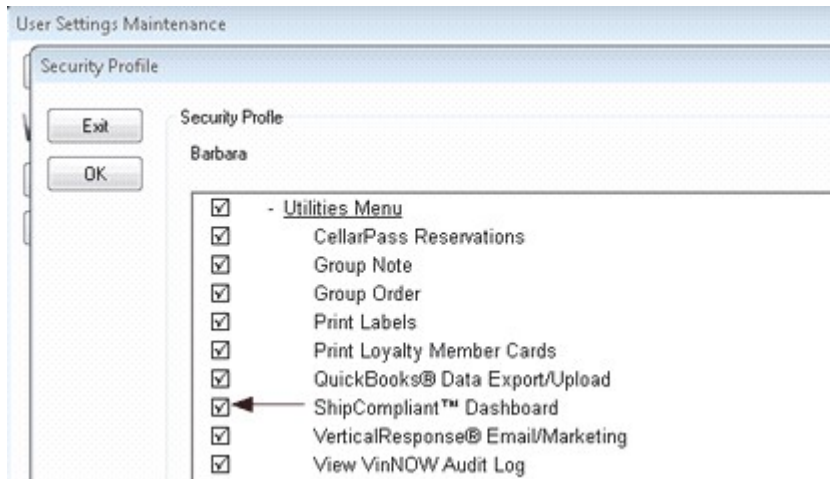 User Settings Maintenance
Security Profile
Exit
Security Profile
Barbara
OK
- Utilities Menu
CellarPass Reservations
Group Note
Group Order
Print Labels
Print Loyalty Member Cards
QuickBooks® Data Export/Upload
ShipCompliant™ Dashboard
VerticalResponse® Email/Marketing
View VinNOW Audit Log